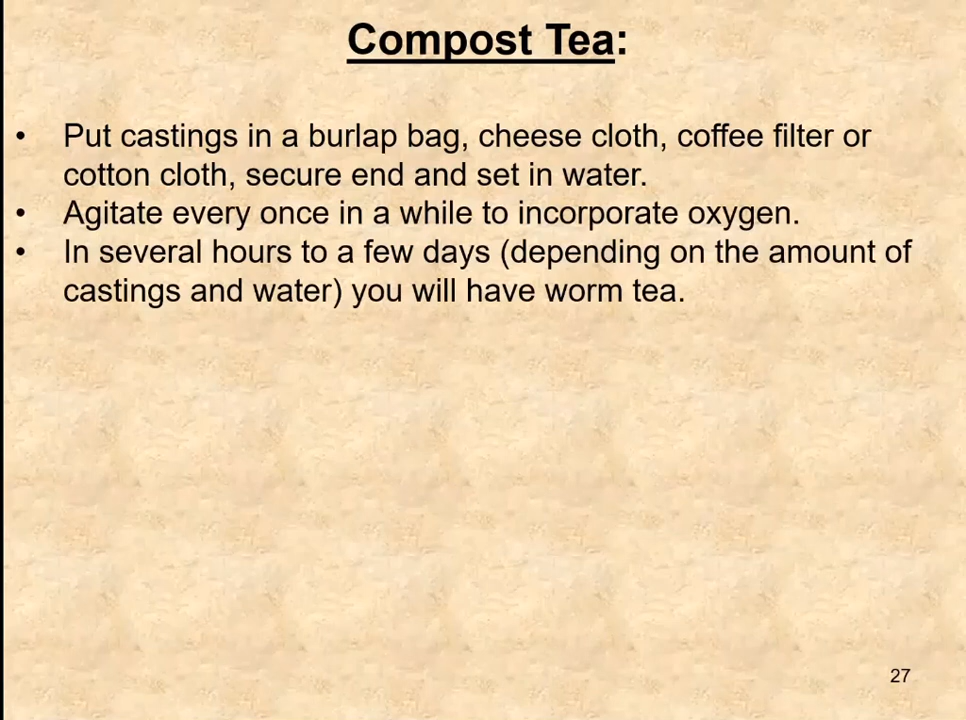 Compost Tea:
• Put castings in a burlap bag, cheese cloth, coffee filter or
cotton cloth, secure end and set in water.
• Agitate every once in a while to incorporate oxygen.
• In several hours to a few days (depending on the amount of
castings and water) you will have worm tea.
27